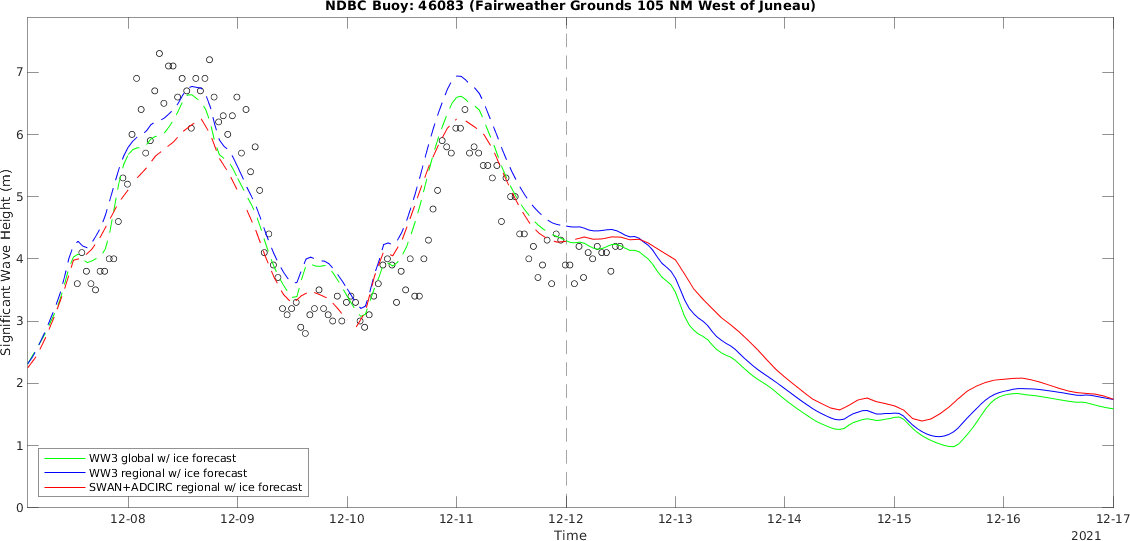 NDBC Buoy: 46083 (Fairweather Grounds 105 NM West of Juneau)
Significant Wave Height (m)
7
6
5
4
3
2
1
0
WW3 global w/ ice forecast
WW3 regional w/ ice forecast
SWAN+ADCIRC regional w/ ice forecast
12-08 12-09 12-10 12-11 12-12 12-13 12-14 12-15 12-16 12-17
Time
2021